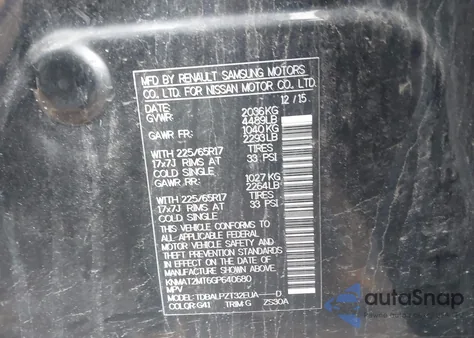 MFD BY RENAULT SAMSUNG MOTORS
CO., LTD. FOR NISSAN MOTOR CO., LTD.
DATE 12/15
GVWR: 2036KG
4489LB
GAWR FR: 1040KG
2293LB
WITH 225/65R17 TIRES
17x7J RIMS AT 33 PSI
COLD SINGLE
GAWR RR: 1027KG
2264LB
WITH 225/65R17 TIRES
17x7J RIMS AT 33 PSI
COLD SINGLE
THIS VEHICLE CONFORMS TO
ALL APPLICABLE FEDERAL
MOTOR VEHICLE SAFETY AND
THEFT PREVENTION STANDARDS
IN EFFECT ON THE DATE OF
MANUFACTURE SHOWN ABOVE
KNMAT2MT6GP640680
MPV
MODEL: TDBALPZT32EUA-----D
COLOR: G41 TRIM: G ZS30A
autoSnap